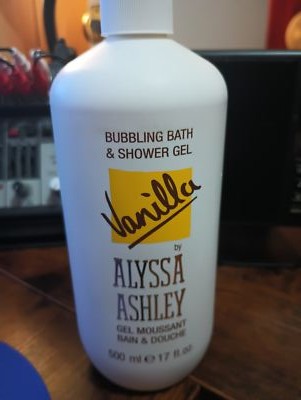 BUBBLING BATH
& SHOWER GEL
Vanilla
by
ALYSSA
ASHLEY
GEL MOUSSANT
BAIN & DOUCHE
500 ml e 17 fl.oz.